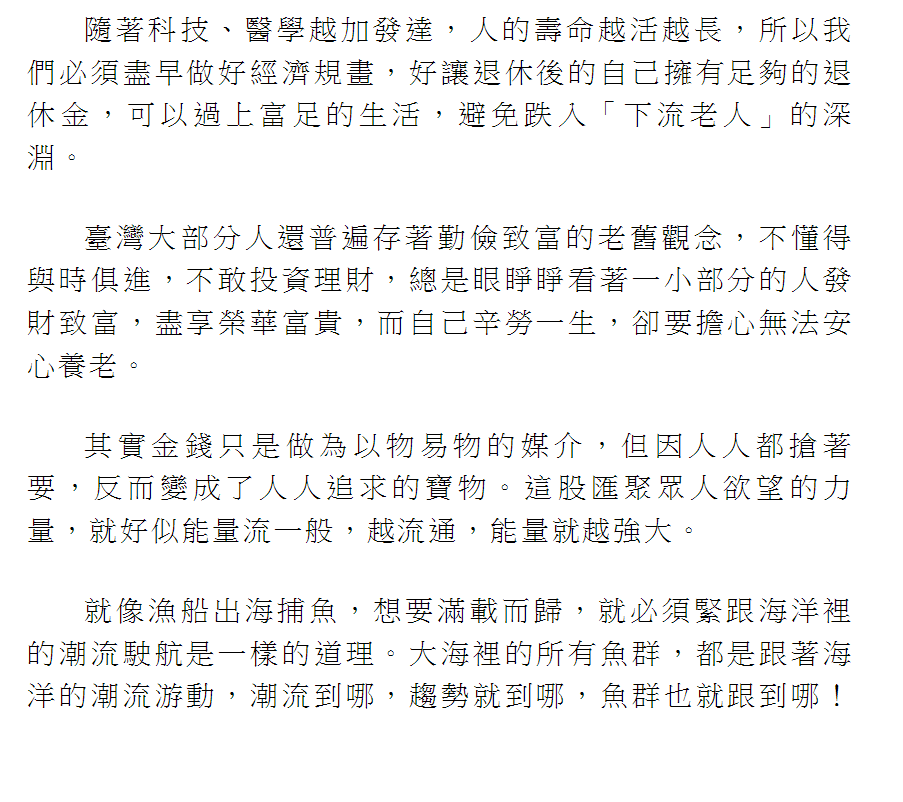 隨著科技、醫學越加發達，人的壽命越活越長，所以我
們必須盡早做好經濟規畫，好讓退休後的自己擁有足夠的退
休金，可以過上富足的生活，避免跌入「下流老人」的深
淵。
臺灣大部分人還普遍存著勤儉致富的老舊觀念，不懂得
與時俱進，不敢投資理財，總是眼睜睜看著一小部分的人發
財致富，盡享榮華富貴，而自己辛勞一生，卻要擔心無法安
心養老。
其實金錢只是做為以物易物的媒介，但因人人都搶著
要，反而變成了人人追求的寶物。這股匯聚眾人欲望的力
量，就好似能量流一般，越流通，能量就越強大。
就像漁船出海捕魚，想要滿載而歸，就必須緊跟海洋裡
的潮流駛航是一樣的道理。大海裡的所有魚群，都是跟著海
洋的潮流游動，潮流到哪，趨勢就到哪，魚群也就跟到哪！